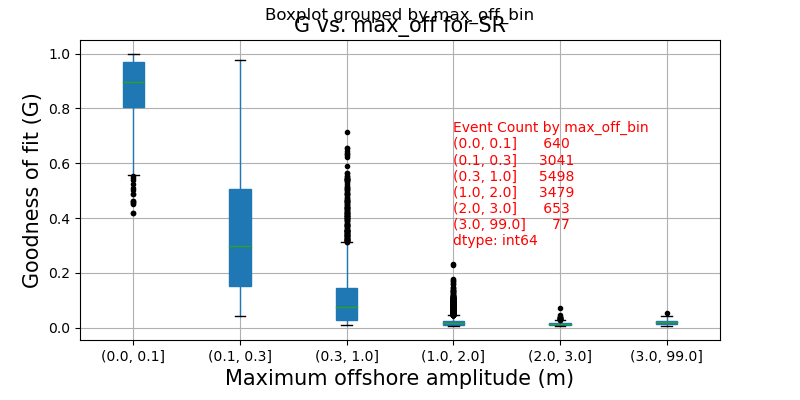 Boxplot grouped by max_off_bin
G vs. max_off for SR
Goodness of fit (G)
1.0
0.8
0.6
0.4
0.2
0.0
Event Count by max_off_bin
(0.0, 0.1] 640
(0.1, 0.3] 3041
(0.3, 1.0] 5498
(1.0, 2.0] 3479
(2.0, 3.0] 653
(3.0, 99.0] 77
dtype: int64
(0.0, 0.1] (0.1, 0.3] (0.3, 1.0] (1.0, 2.0] (2.0, 3.0] (3.0, 99.0]
Maximum offshore amplitude (m)